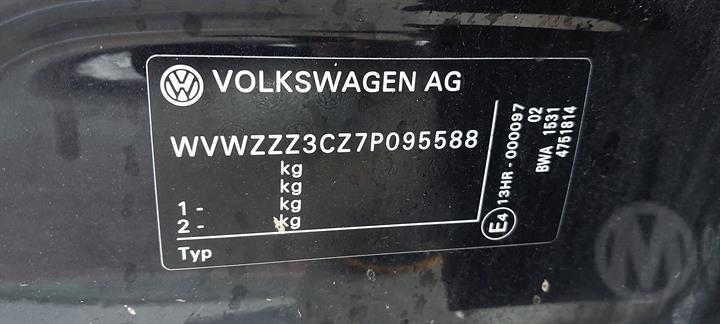 VOLKSWAGEN AG
WVWZZZ3CZ7P095588
kg
kg
1 - kg
2 - kg
Typ
E4 13HR - 000097
02
BWA 1531
4751814
M